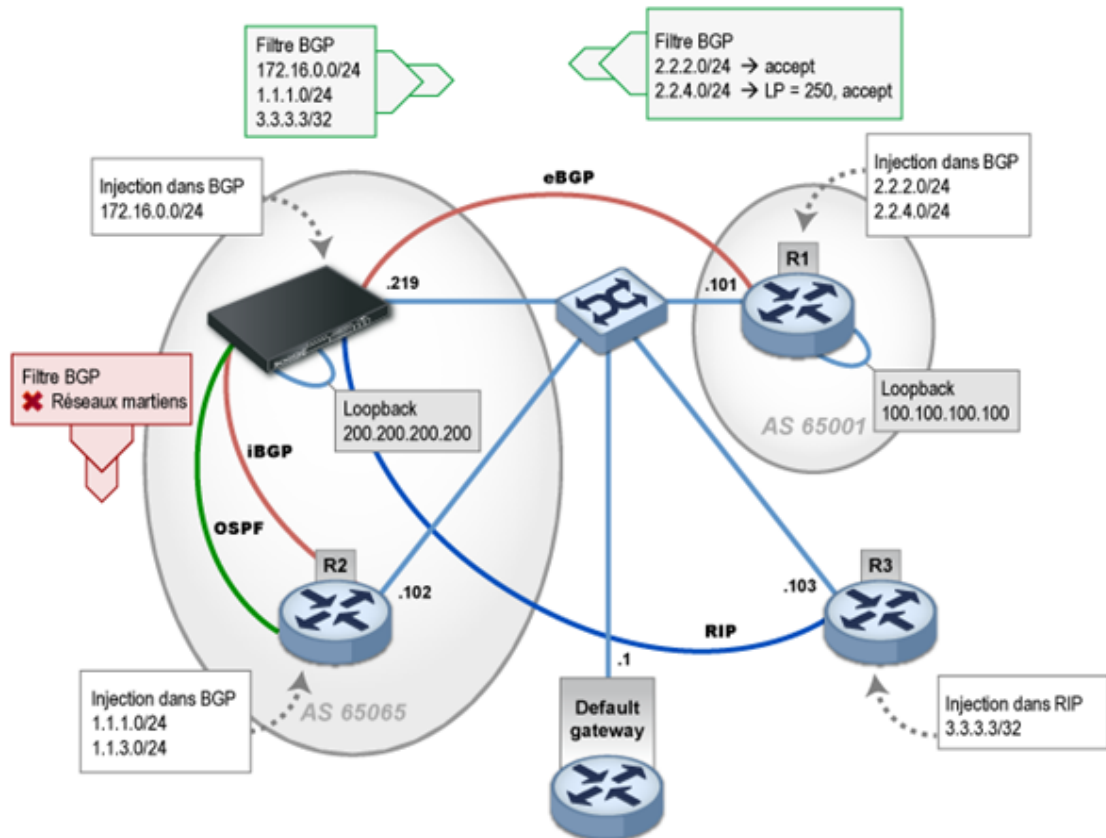 Filtre BGP
172.16.0.0/24
1.1.1.0/24
3.3.3.3/32
Filtre BGP
2.2.2.0/24 → accept
2.2.4.0/24 → LP = 250, accept
Injection dans BGP
172.16.0.0/24
eBGP
Injection dans BGP
2.2.2.0/24
2.2.4.0/24
R1
.219
.101
Filtre BGP
✖ Réseaux martiens
Loopback
200.200.200.200
Loopback
100.100.100.100
AS 65001
iBGP
OSPF
R2
.102
R3
.103
RIP
.1
Injection dans BGP
1.1.1.0/24
1.1.3.0/24
AS 65065
Default
gateway
Injection dans RIP
3.3.3.3/32